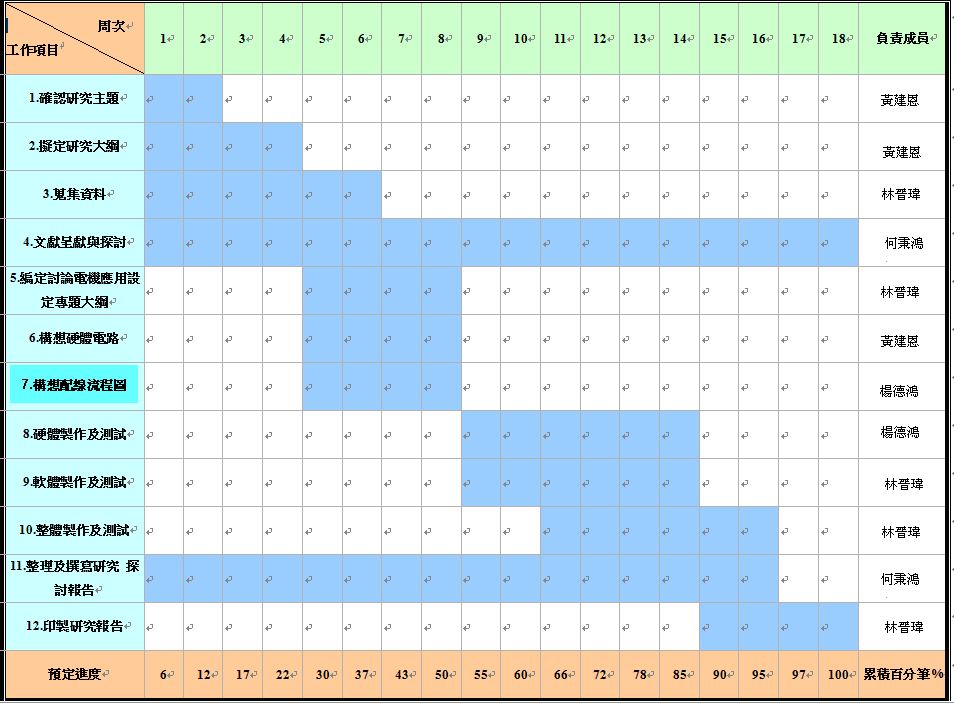 周次
工作項目
1 2 3 4 5 6 7 8 9 10 11 12 13 14 15 16 17 18 負責成員
1.確認研究主題 黃建恩
2.擬定研究大綱 黃建恩
3.蒐集資料 林晉瑋
4.文獻呈獻與探討 何秉鴻
5.編定討論電機應用設
定專題大綱 林晉瑋
6.構想硬體電路 黃建恩
7.構想配線流程圖 楊德鴻
8.硬體製作及測試 楊德鴻
9.軟體製作及測試 林晉瑋
10.整體製作及測試 林晉瑋
11.整理及撰寫研究 探
討報告 何秉鴻
12.印製研究報告 林晉瑋
預定進度 6 12 17 22 30 37 43 50 55 60 66 72 78 85 90 95 97 100 累積百分筆%